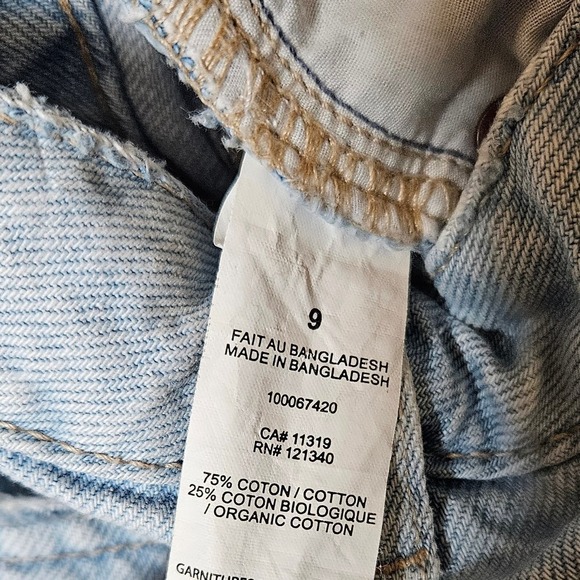 9
FAIT AU BANGLADESH
MADE IN BANGLADESH
100067420
CA# 11319
RN# 121340
75% COTON / COTTON
25% COTON BIOLOGIQUE
/ ORGANIC COTTON